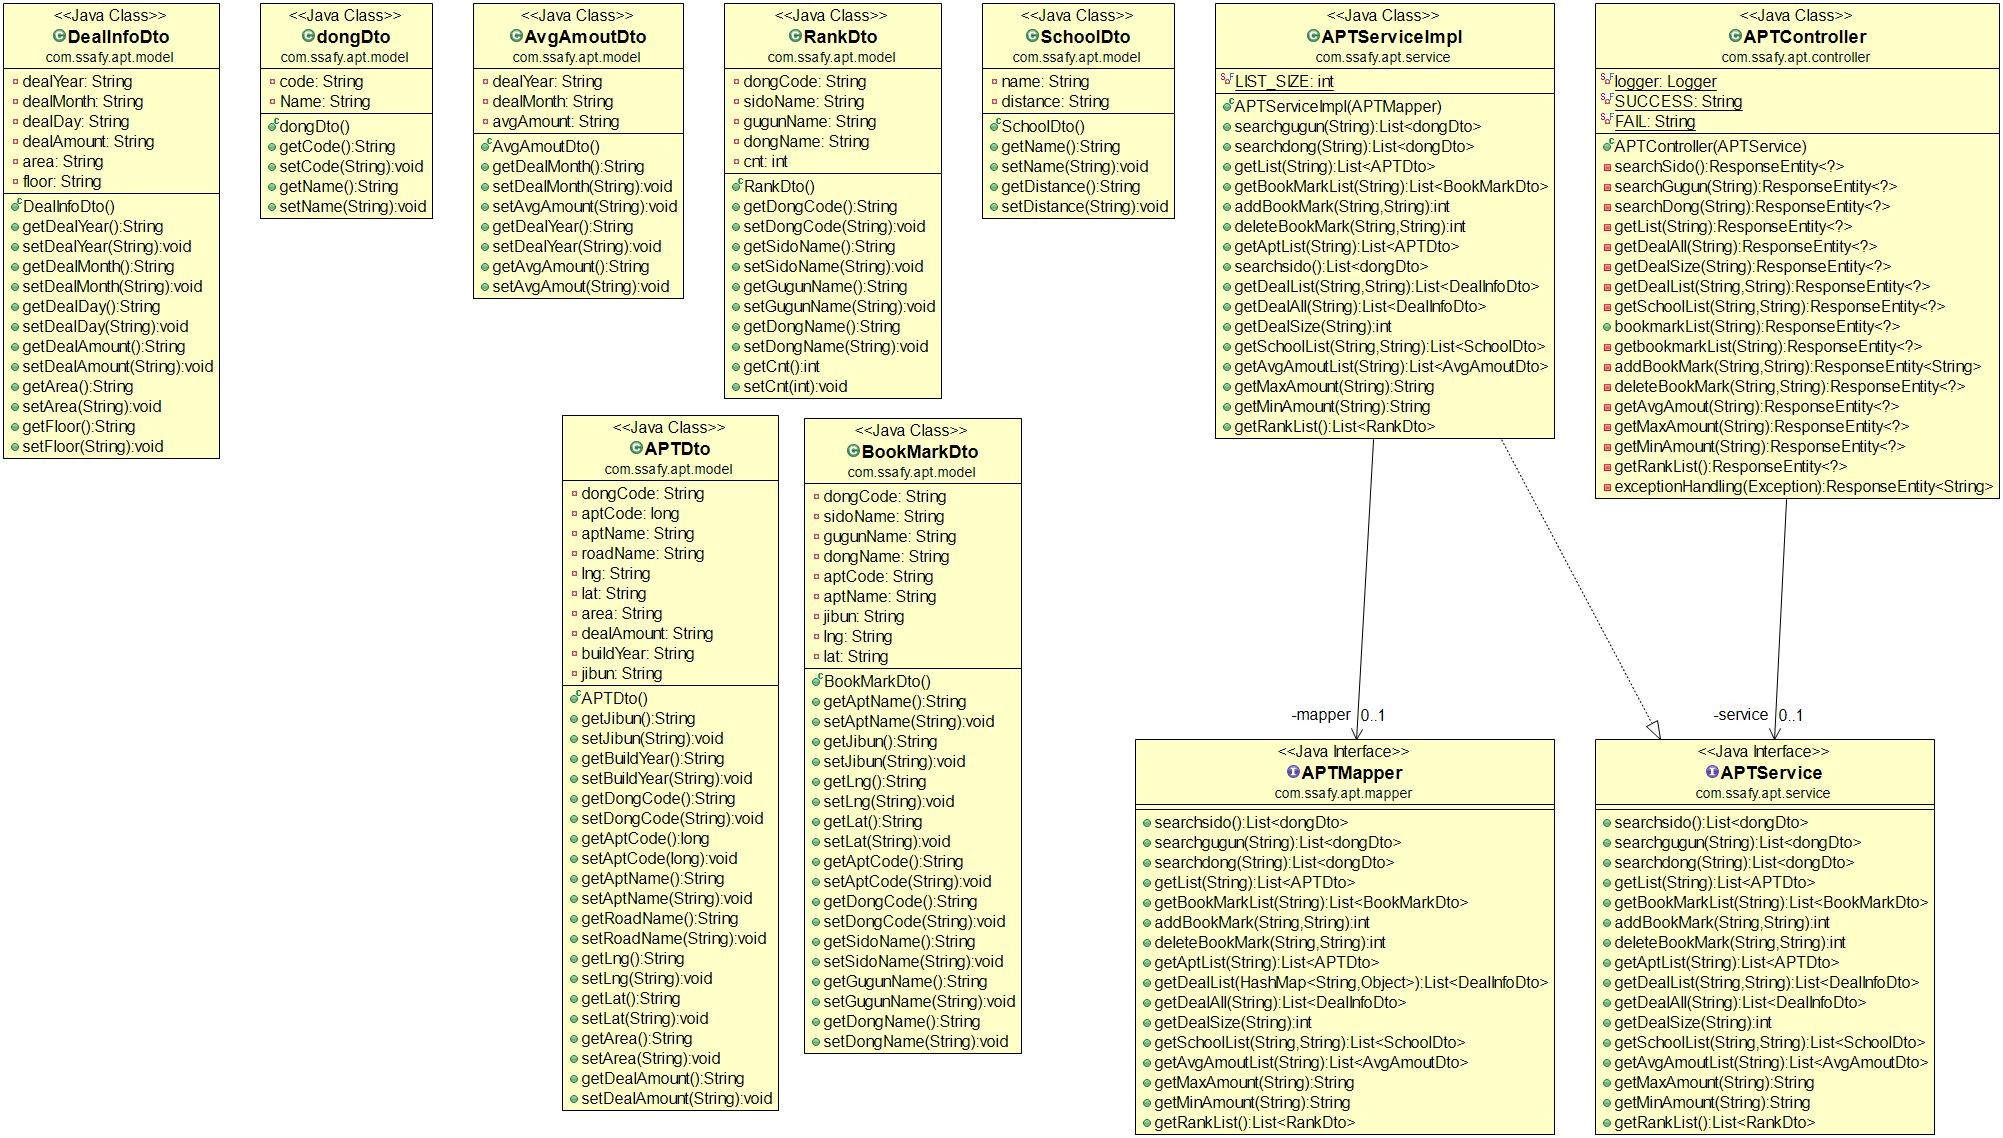 <<Java Class>>
DealInfoDto
com.ssafy.apt.model
dealYear: String
dealMonth: String
dealDay: String
dealAmount: String
area: String
floor: String
DealInfoDto()
getDealYear():String
setDealYear(String):void
getDealMonth():String
setDealMonth(String):void
getDealDay():String
setDealDay(String):void
getDealAmount():String
setDealAmount(String):void
getArea():String
setArea(String):void
getFloor():String
setFloor(String):void
<<Java Class>>
dongDto
com.ssafy.apt.model
code: String
Name: String
dongDto()
getCode():String
setCode(String):void
getName():String
setName(String):void
<<Java Class>>
AvgAmoutDto
com.ssafy.apt.model
dealYear: String
dealMonth: String
avgAmount: String
AvgAmoutDto()
getDealMonth():String
setDealMonth(String):void
setAvgAmount(String):void
getDealYear():String
setDealYear(String):void
getAvgAmount():String
setAvgAmout(String):void
<<Java Class>>
RankDto
com.ssafy.apt.model
dongCode: String
sidoName: String
gugunName: String
dongName: String
cnt: int
RankDto()
getDongCode():String
setDongCode(String):void
getSidoName():String
setSidoName(String):void
getGugunName():String
setGugunName(String):void
getDongName():String
setDongName(String):void
getCnt():int
setCnt(int):void
<<Java Class>>
SchoolDto
com.ssafy.apt.model
name: String
distance: String
SchoolDto()
getName():String
setName(String):void
getDistance():String
setDistance(String):void
<<Java Class>>
APTServiceImpl
com.ssafy.apt.service
LIST_SIZE: int
APTServiceImpl(APTMapper)
searchgugun(String):List<dongDto>
searchdong(String):List<dongDto>
getList(String):List<APTDto>
getBookMarkList(String):List<BookMarkDto>
addBookMark(String,String):int
deleteBookMark(String,String):int
getAptList(String):List<APTDto>
searchsido():List<dongDto>
getDealList(String,String):List<DealInfoDto>
getDealAll(String):List<DealInfoDto>
getDealSize(String):int
getSchoolList(String,String):List<SchoolDto>
getAvgAmoutList(String):List<AvgAmoutDto>
getMaxAmount(String):String
getMinAmount(String):String
getRankList():List<RankDto>
<<Java Class>>
APTController
com.ssafy.apt.controller
logger: Logger
SUCCESS: String
FAIL: String
APTController(APTService)
searchSido():ResponseEntity<?>
searchGugun(String):ResponseEntity<?>
searchDong(String):ResponseEntity<?>
getList(String):ResponseEntity<?>
getDealAll(String):ResponseEntity<?>
getDealSize(String):ResponseEntity<?>
getDealList(String,String):ResponseEntity<?>
getSchoolList(String,String):ResponseEntity<?>
bookmarkList(String):ResponseEntity<?>
getbookmarkList(String):ResponseEntity<?>
addBookMark(String,String):ResponseEntity<String>
deleteBookMark(String,String):ResponseEntity<?>
getAvgAmout(String):ResponseEntity<?>
getMaxAmount(String):ResponseEntity<?>
getMinAmount(String):ResponseEntity<?>
getRankList():ResponseEntity<?>
exceptionHandling(Exception):ResponseEntity<String>
<<Java Class>>
APTDto
com.ssafy.apt.model
dongCode: String
aptCode: long
aptName: String
roadName: String
lng: String
lat: String
area: String
dealAmount: String
buildYear: String
jibun: String
APTDto()
getJibun():String
setJibun(String):void
getBuildYear():String
setBuildYear(String):void
getDongCode():String
setDongCode(String):void
getAptCode():long
setAptCode(long):void
getAptName():String
setAptName(String):void
getRoadName():String
setRoadName(String):void
getLng():String
setLng(String):void
getLat():String
setLat(String):void
getArea():String
setArea(String):void
getDealAmount():String
setDealAmount(String):void
<<Java Class>>
BookMarkDto
com.ssafy.apt.model
dongCode: String
sidoName: String
gugunName: String
dongName: String
aptCode: String
aptName: String
jibun: String
lng: String
lat: String
BookMarkDto()
getAptName():String
setAptName(String):void
getJibun():String
setJibun(String):void
getLng():String
setLng(String):void
getLat():String
setLat(String):void
getAptCode():String
setAptCode(String):void
getDongCode():String
setDongCode(String):void
getSidoName():String
setSidoName(String):void
getGugunName():String
setGugunName(String):void
getDongName():String
setDongName(String):void
-mapper 0..1
-service 0..1
<<Java Interface>>
APTMapper
com.ssafy.apt.mapper
searchsido():List<dongDto>
searchgugun(String):List<dongDto>
searchdong(String):List<dongDto>
getList(String):List<APTDto>
getBookMarkList(String):List<BookMarkDto>
addBookMark(String,String):int
deleteBookMark(String,String):int
getAptList(String):List<APTDto>
getDealList(HashMap<String,Object>):List<DealInfoDto>
getDealAll(String):List<DealInfoDto>
getDealSize(String):int
getSchoolList(String,String):List<SchoolDto>
getAvgAmoutList(String):List<AvgAmoutDto>
getMaxAmount(String):String
getMinAmount(String):String
getRankList():List<RankDto>
<<Java Interface>>
APTService
com.ssafy.apt.service
searchsido():List<dongDto>
searchgugun(String):List<dongDto>
searchdong(String):List<dongDto>
getList(String):List<APTDto>
getBookMarkList(String):List<BookMarkDto>
addBookMark(String,String):int
deleteBookMark(String,String):int
getAptList(String):List<APTDto>
getDealList(String,String):List<DealInfoDto>
getDealAll(String):List<DealInfoDto>
getDealSize(String):int
getSchoolList(String,String):List<SchoolDto>
getAvgAmoutList(String):List<AvgAmoutDto>
getMaxAmount(String):String
getMinAmount(String):String
getRankList():List<RankDto>